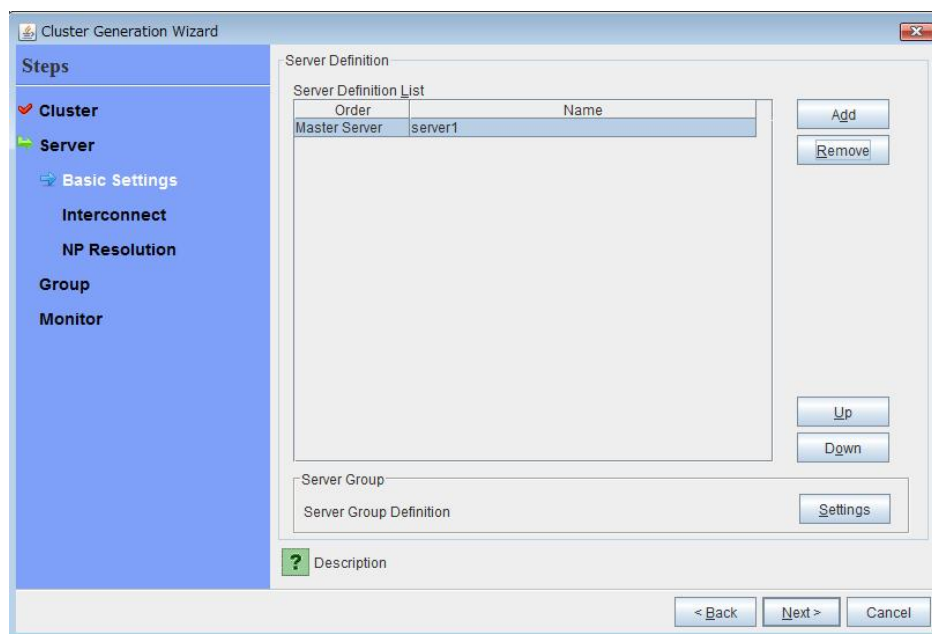 Cluster Generation Wizard
Steps
Cluster
Server
Basic Settings
Interconnect
NP Resolution
Group
Monitor
Server Definition
Server Definition List
Order Name
Master Server server1
Add
Remove
Up
Down
Server Group
Server Group Definition
Settings
? Description
< Back Next > Cancel